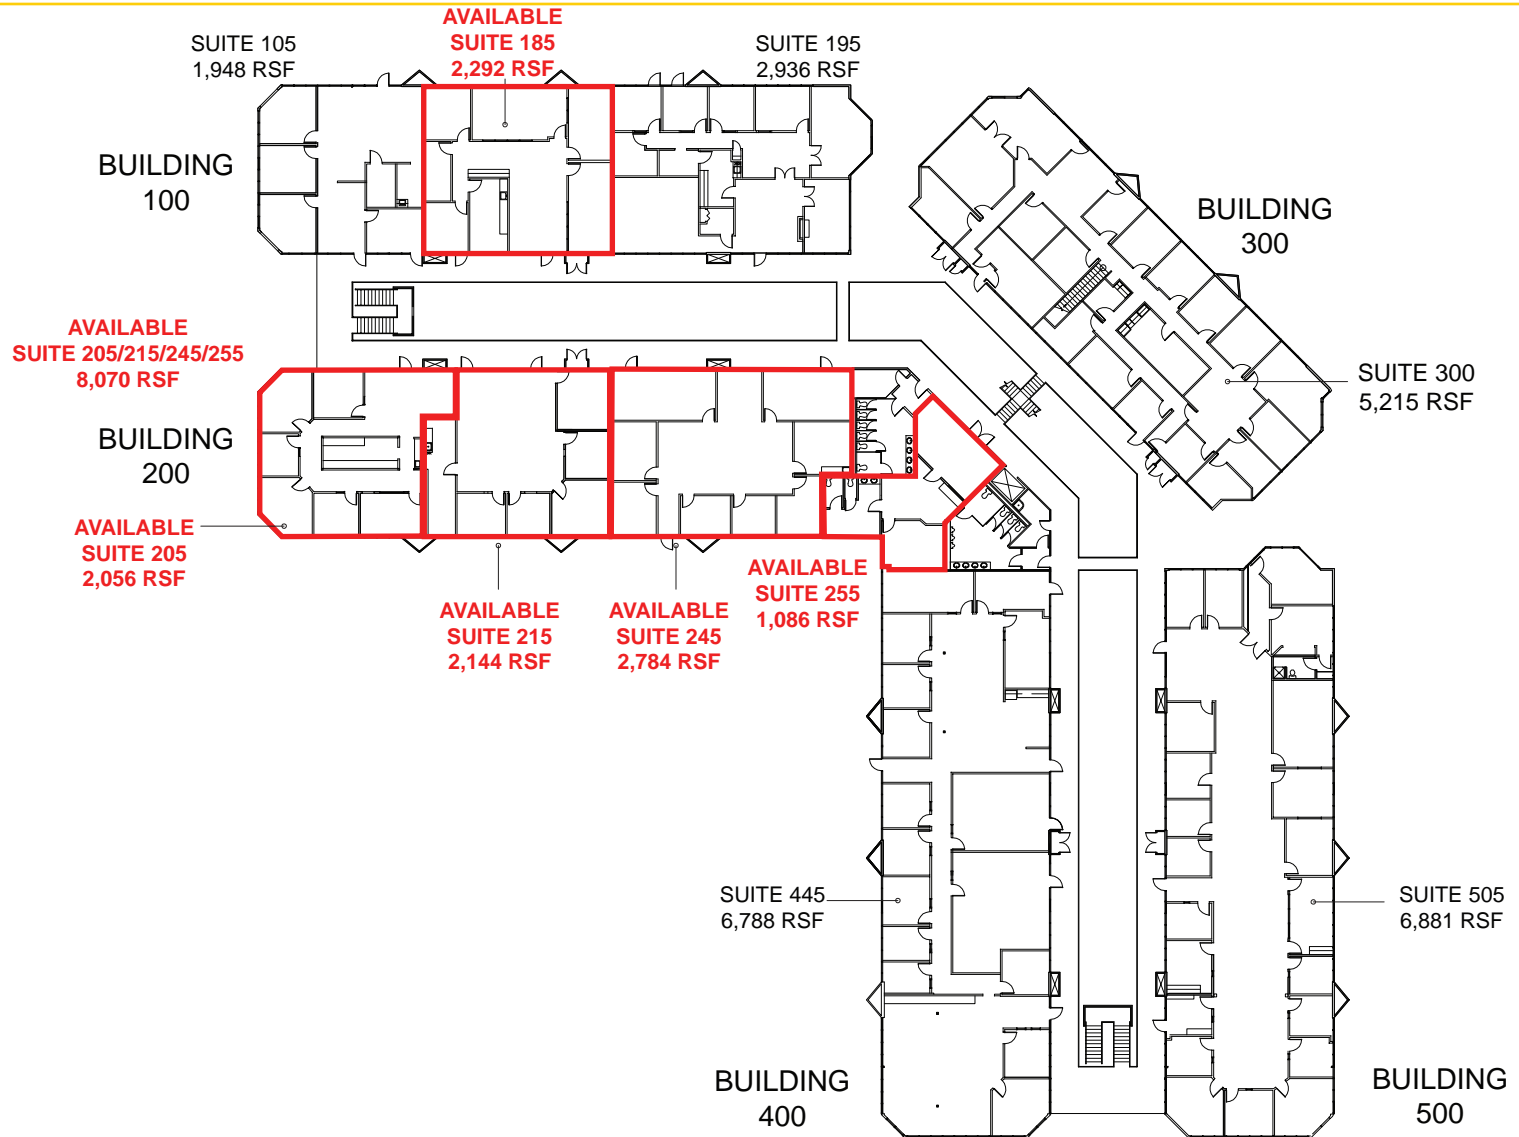 AVAILABLE
SUITE 185
2,292 RSF
SUITE 105
1,948 RSF
SUITE 195
2,936 RSF
BUILDING
100
BUILDING
300
AVAILABLE
SUITE 205/215/245/255
8,070 RSF
SUITE 300
5,215 RSF
BUILDING
200
AVAILABLE
SUITE 205
2,056 RSF
AVAILABLE
SUITE 215
2,144 RSF
AVAILABLE
SUITE 245
2,784 RSF
AVAILABLE
SUITE 255
1,086 RSF
SUITE 445
6,788 RSF
SUITE 505
6,881 RSF
BUILDING
400
BUILDING
500